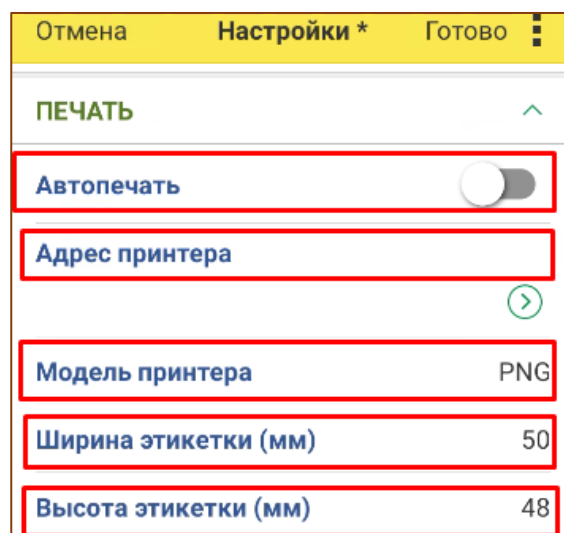 Отмена Настройки * Готово
ПЕЧАТЬ
Автопечать
Адрес принтера
Модель принтера PNG
Ширина этикетки (мм) 50
Высота этикетки (мм) 48